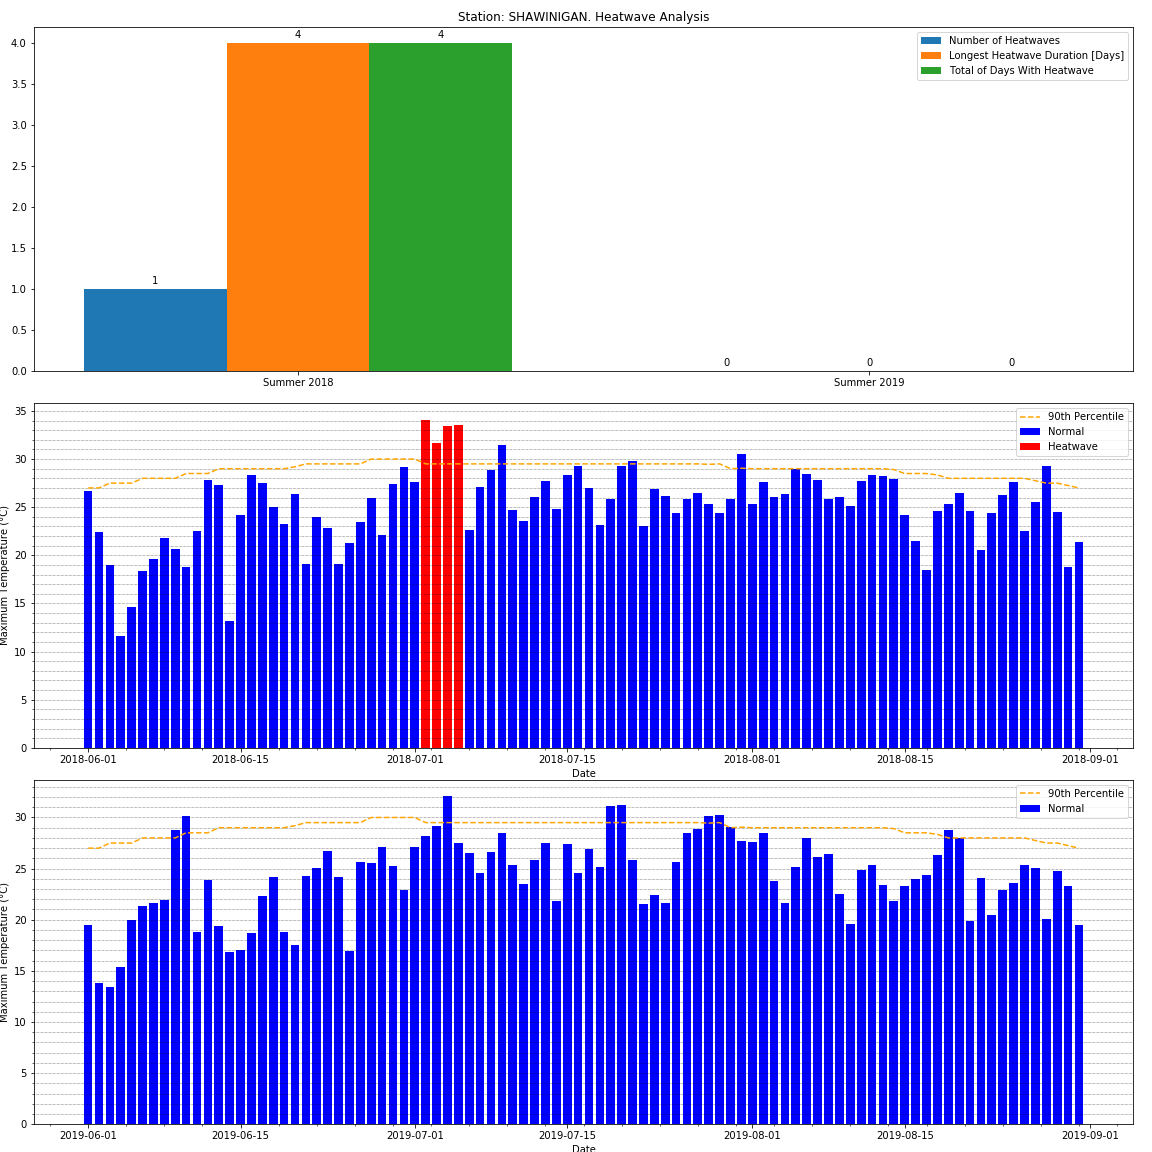 Station: SHAWINIGAN. Heatwave Analysis
4.0
3.5
3.0
2.5
2.0
1.5
1.0
0.5
0.0
1
4
4
0
0
0
Number of Heatwaves
Longest Heatwave Duration [Days]
Total of Days With Heatwave
Summer 2018
Summer 2019
35
30
25
20
15
10
5
0
Maximum Temperature (°C)
90th Percentile
Normal
Heatwave
2018-06-01
2018-06-15
2018-07-01
2018-07-15
2018-08-01
2018-08-15
2018-09-01
Date
30
25
20
15
10
5
0
Maximum Temperature (°C)
90th Percentile
Normal
2019-06-01
2019-06-15
2019-07-01
2019-07-15
2019-08-01
2019-08-15
2019-09-01
Date